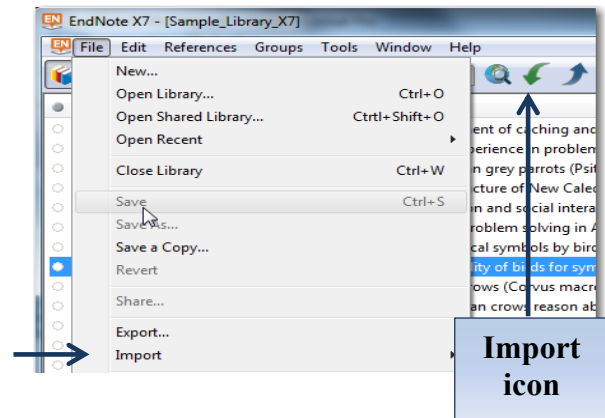 EndNote X7 - [Sample_Library_X7]
File Edit References Groups Tools Window Help
New...
Open Library... Ctrl+O
Open Shared Library... Ctrtl+Shift+O
Open Recent
Close Library Ctrl+W
Save Ctrl+S
Save As...
Save a Copy...
Revert
Share...
Export...
Import
ent of caching and
perience in problem
n grey parrots (Psit
cture of New Caled
n and social intera
roblem solving in A
cal symbols by bird
ility of birds for sym
rows (Corvus macr
an crows reason ab
Import
icon